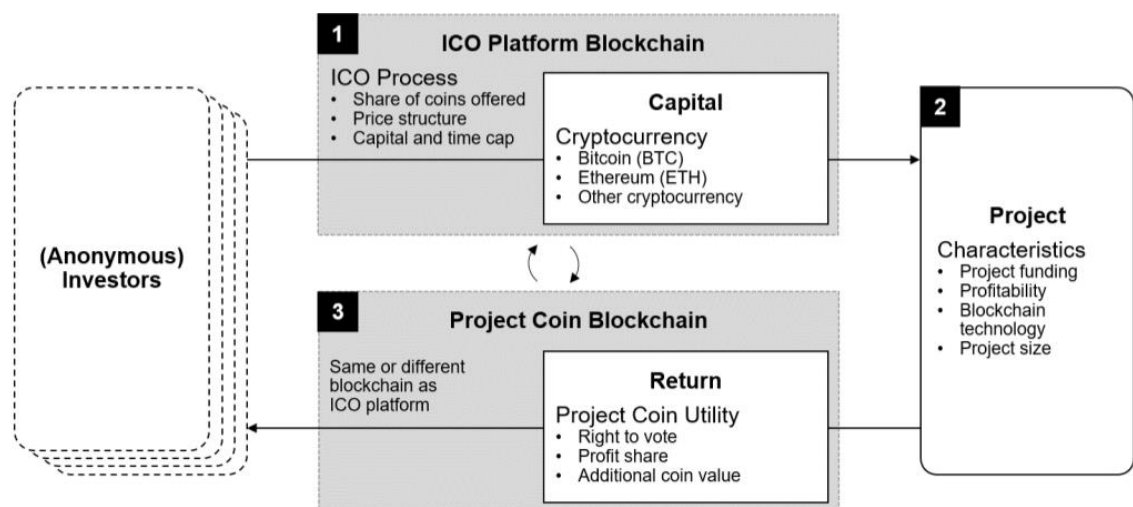 1
ICO Platform Blockchain
ICO Process
• Share of coins offered
• Price structure
• Capital and time cap
Capital
Cryptocurrency
• Bitcoin (BTC)
• Ethereum (ETH)
• Other cryptocurrency
(Anonymous)
Investors
2
Project
Characteristics
• Project funding
• Profitability
• Blockchain
technology
• Project size
3
Project Coin Blockchain
Same or different
blockchain as
ICO platform
Return
Project Coin Utility
• Right to vote
• Profit share
• Additional coin value